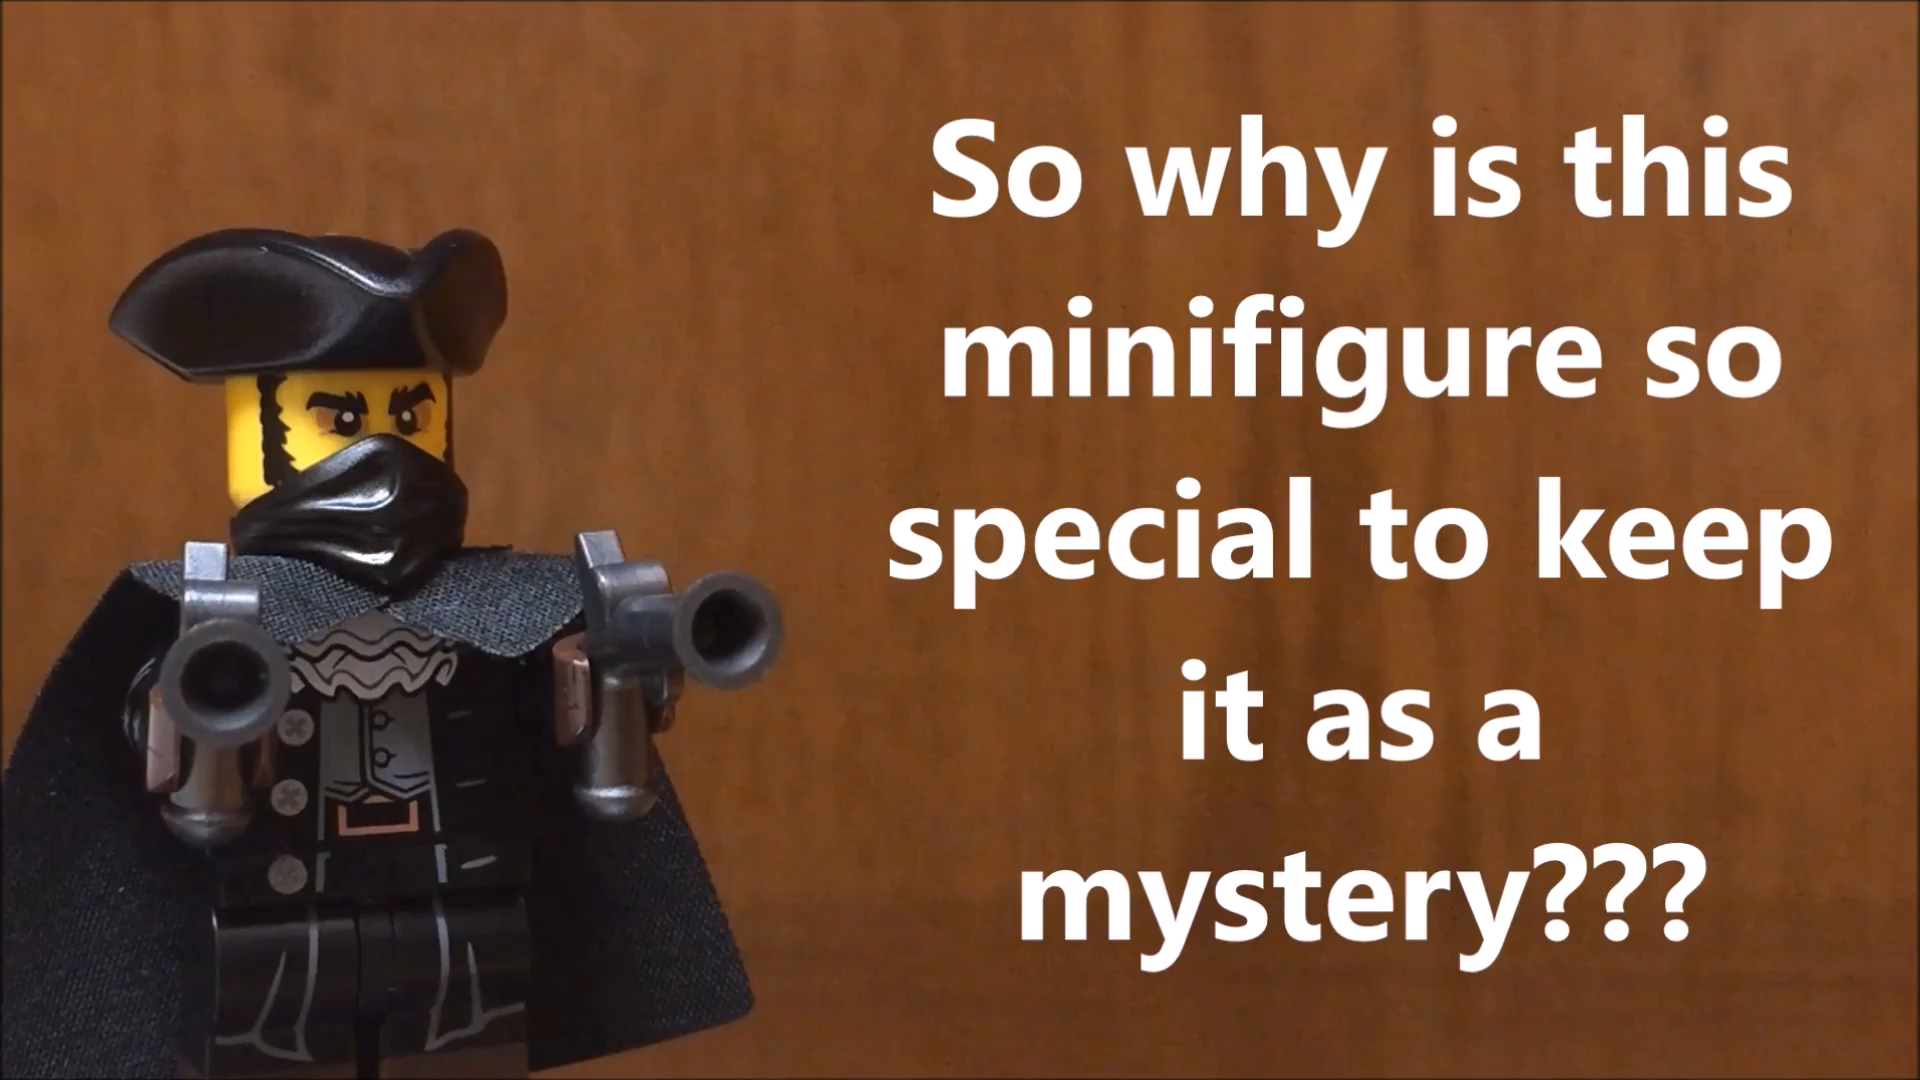 So why is this
minifigure so
special to keep
it as a
mystery???